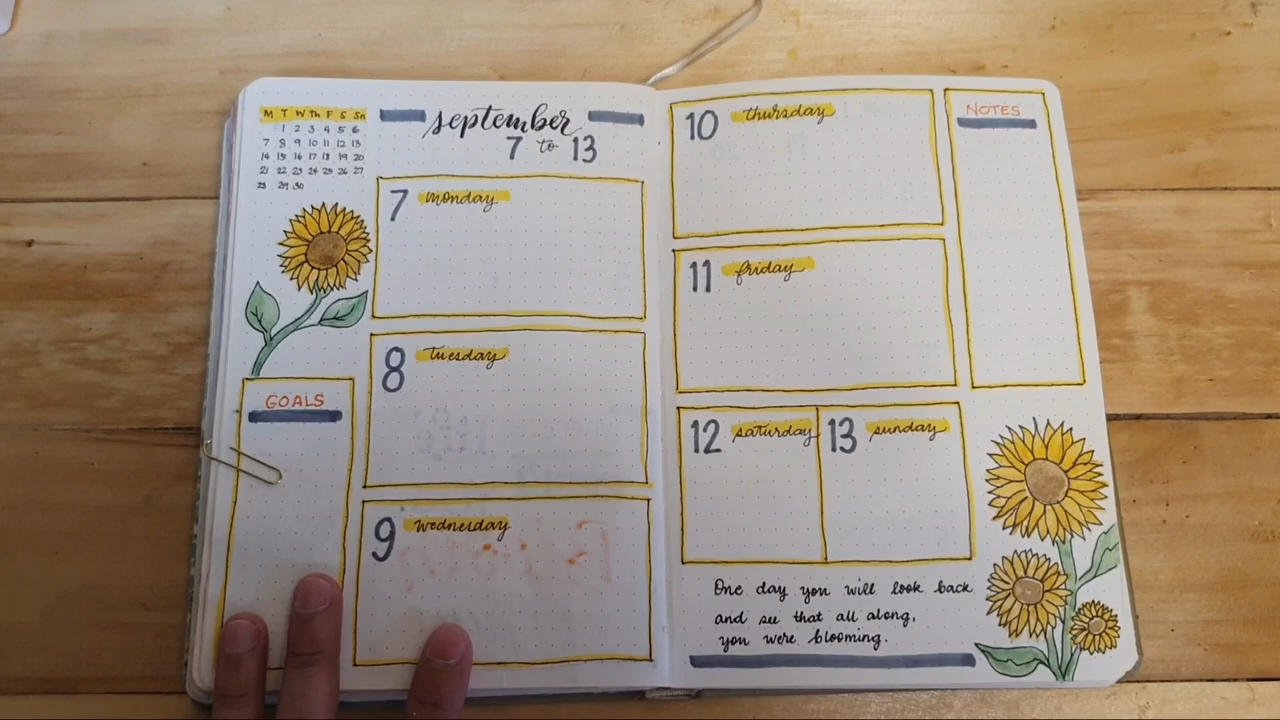 M T W Th F S Sn
1 2 3 4 5 6
7 8 9 10 11 12 13
14 15 16 17 18 19 20
21 22 23 24 25 26 27
28 29 30
september
7 to 13
7 monday
8 Tuesday
9 wednesday
GOALS
10 thursday
11 friday
12 saturday
13 sunday
NOTES
One day you will look back
and see that all along,
you were blooming.